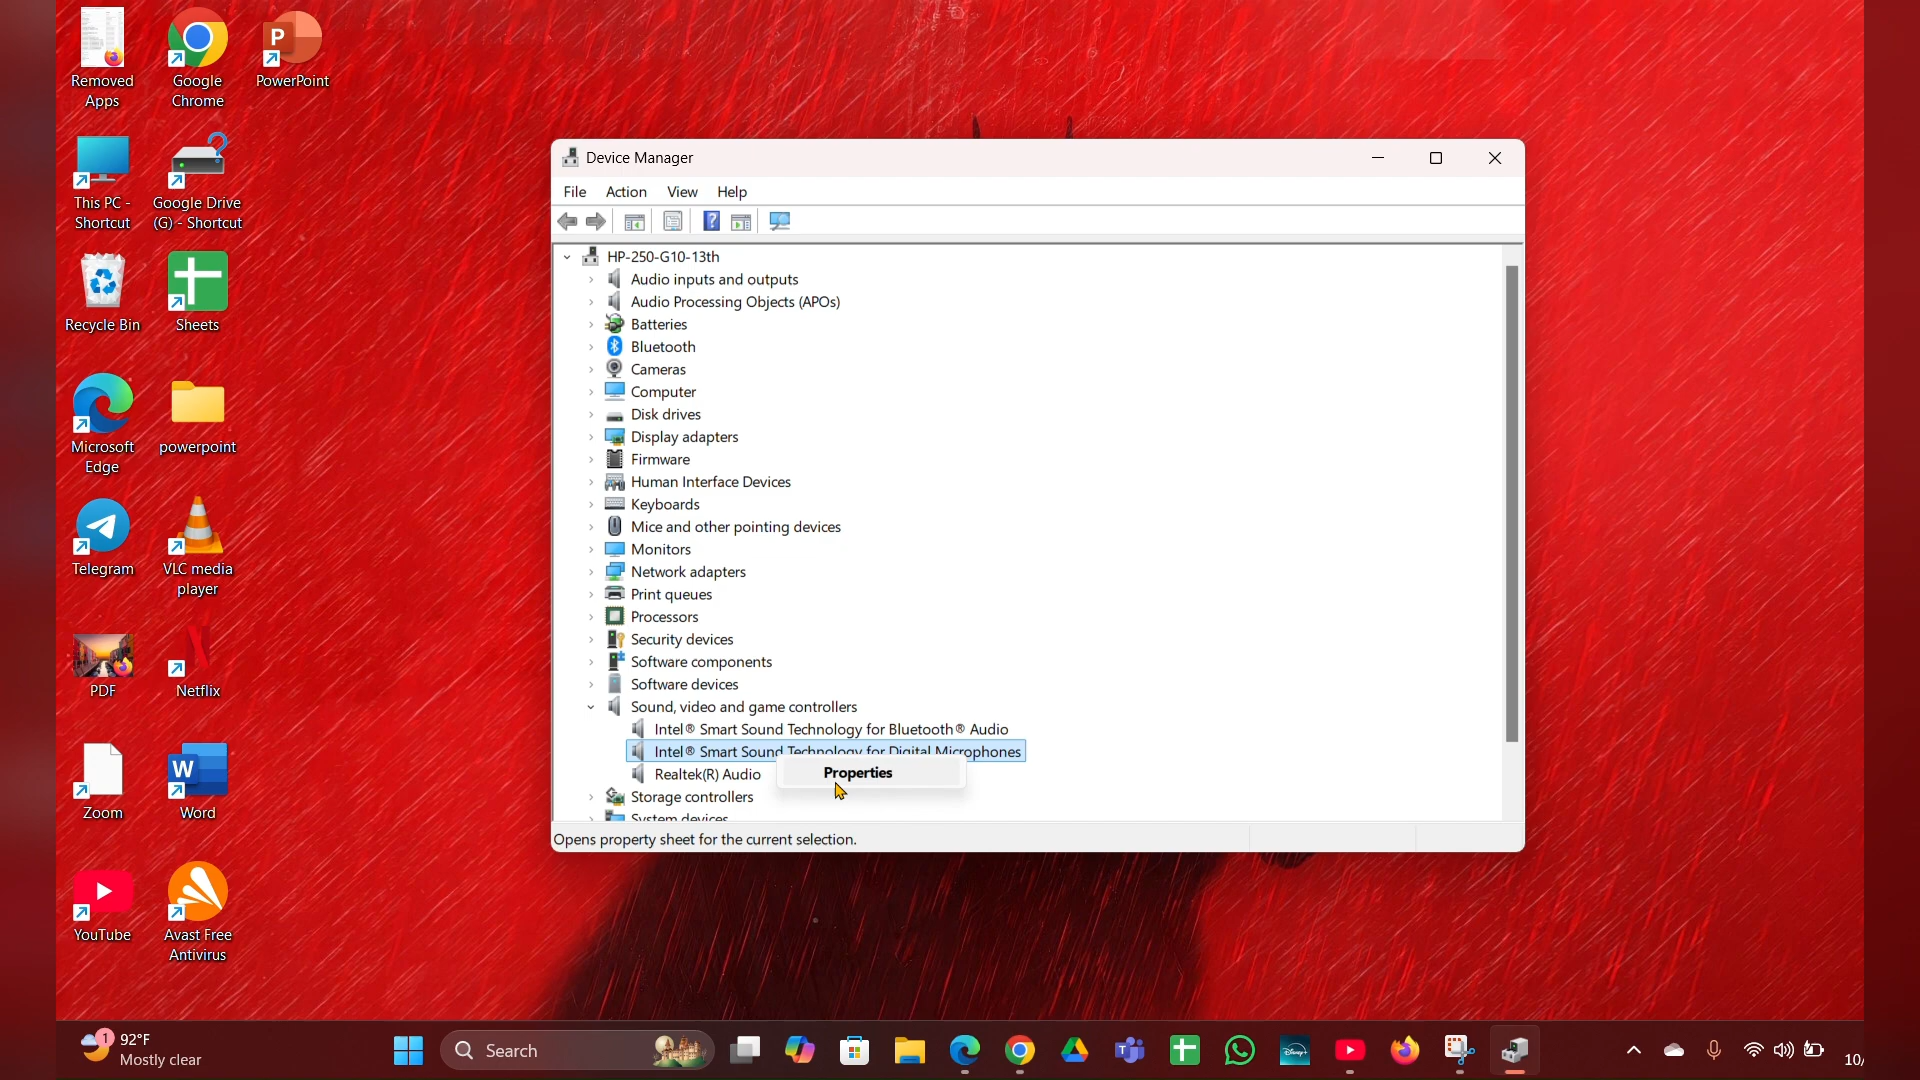 Removed
Apps
Google
Chrome
PowerPoint
This PC -
Shortcut
Google Drive
(G) - Shortcut
Recycle Bin
Sheets
Microsoft
Edge
powerpoint
Telegram
VLC media
player
PDF
Netflix
Zoom
Word
YouTube
Avast Free
Antivirus
Device Manager
File Action View Help
HP-250-G10-13th
Audio inputs and outputs
Audio Processing Objects (APOs)
Batteries
Bluetooth
Cameras
Computer
Disk drives
Display adapters
Firmware
Human Interface Devices
Keyboards
Mice and other pointing devices
Monitors
Network adapters
Print queues
Processors
Security devices
Software components
Software devices
Sound, video and game controllers
Intel® Smart Sound Technology for Bluetooth® Audio
Intel® Smart Sound Technology for Digital Microphones
Realtek(R) Audio
Properties
Storage controllers
System devices
Opens property sheet for the current selection.
1
92°F
Mostly clear
Search
Disney+
10/